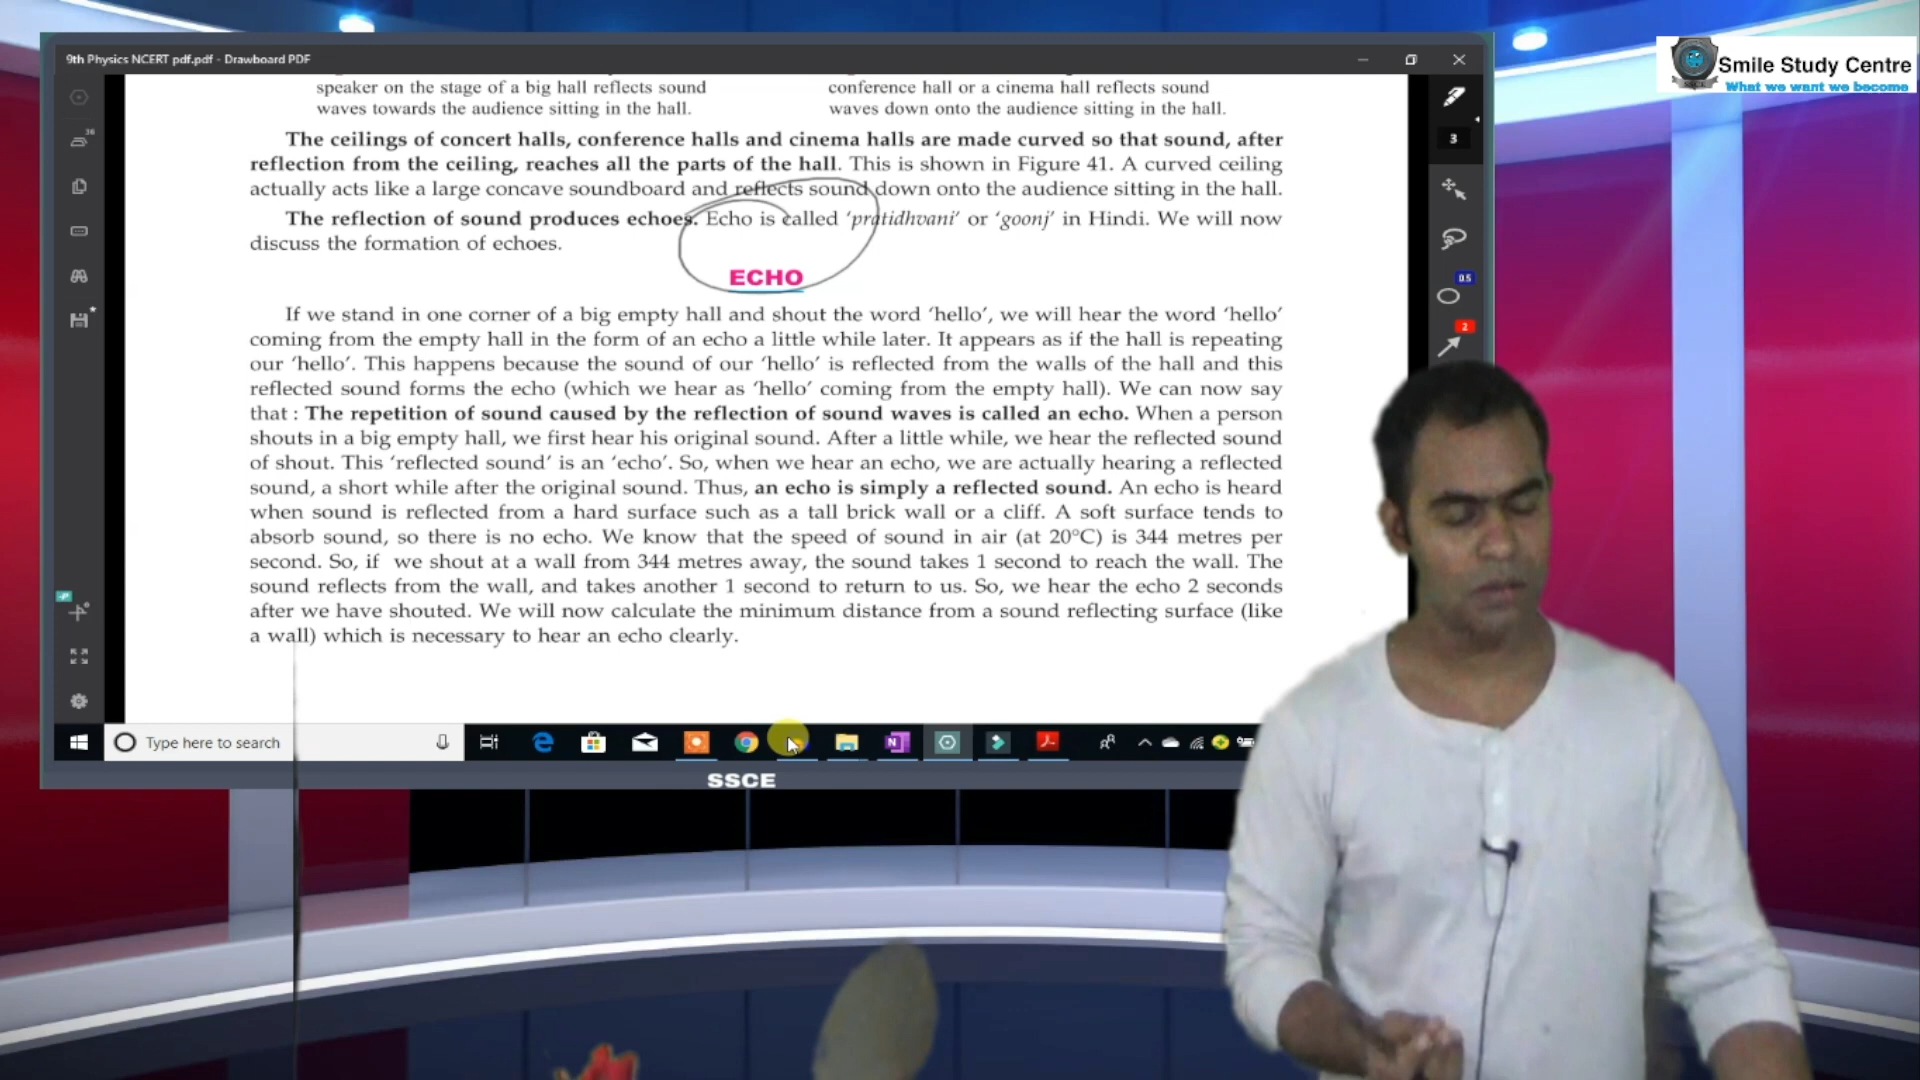 9th Physics NCERT pdf.pdf - Drawboard PDF
Smile Study Centre
What we want we become
speaker on the stage of a big hall reflects sound
waves towards the audience sitting in the hall.
conference hall or a cinema hall reflects sound
waves down onto the audience sitting in the hall.
The ceilings of concert halls, conference halls and cinema halls are made curved so that sound, after
reflection from the ceiling, reaches all the parts of the hall. This is shown in Figure 41. A curved ceiling
actually acts like a large concave soundboard and reflects sound down onto the audience sitting in the hall.
The reflection of sound produces echoes. Echo is called ‘pratidhvani’ or ‘goonj’ in Hindi. We will now
discuss the formation of echoes.
ECHO
If we stand in one corner of a big empty hall and shout the word ‘hello’, we will hear the word ‘hello’
coming from the empty hall in the form of an echo a little while later. It appears as if the hall is repeating
our ‘hello’. This happens because the sound of our ‘hello’ is reflected from the walls of the hall and this
reflected sound forms the echo (which we hear as ‘hello’ coming from the empty hall). We can now say
that : The repetition of sound caused by the reflection of sound waves is called an echo. When a person
shouts in a big empty hall, we first hear his original sound. After a little while, we hear the reflected sound
of shout. This ‘reflected sound’ is an ‘echo’. So, when we hear an echo, we are actually hearing a reflected
sound, a short while after the original sound. Thus, an echo is simply a reflected sound. An echo is heard
when sound is reflected from a hard surface such as a tall brick wall or a cliff. A soft surface tends to
absorb sound, so there is no echo. We know that the speed of sound in air (at 20°C) is 344 metres per
second. So, if we shout at a wall from 344 metres away, the sound takes 1 second to reach the wall. The
sound reflects from the wall, and takes another 1 second to return to us. So, we hear the echo 2 seconds
after we have shouted. We will now calculate the minimum distance from a sound reflecting surface (like
a wall) which is necessary to hear an echo clearly.
36
3
0.5
2
Type here to search
N
SSCE